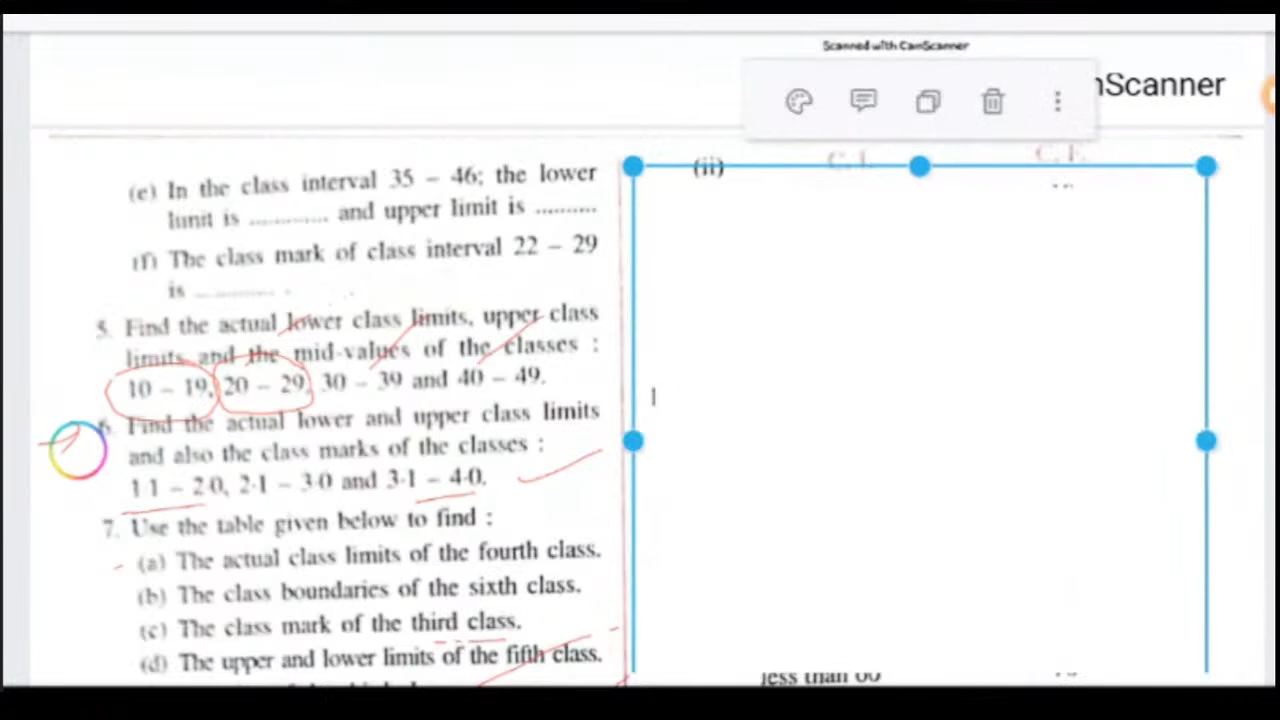 Scanned with CamScanner
nScanner
(e) In the class interval 35 – 46; the lower
limit is ............. and upper limit is ..........
(f) The class mark of class interval 22 – 29
is ............. .
5. Find the actual lower class limits, upper class
limits and the mid-values of the classes :
10 – 19, 20 – 29, 30 – 39 and 40 – 49.
6. Find the actual lower and upper class limits
and also the class marks of the classes :
1·1 – 2·0, 2·1 – 3·0 and 3·1 – 4·0.
7. Use the table given below to find :
(a) The actual class limits of the fourth class.
(b) The class boundaries of the sixth class.
(c) The class mark of the third class.
(d) The upper and lower limits of the fifth class.
(ii) C. I. C. F.
less than 60